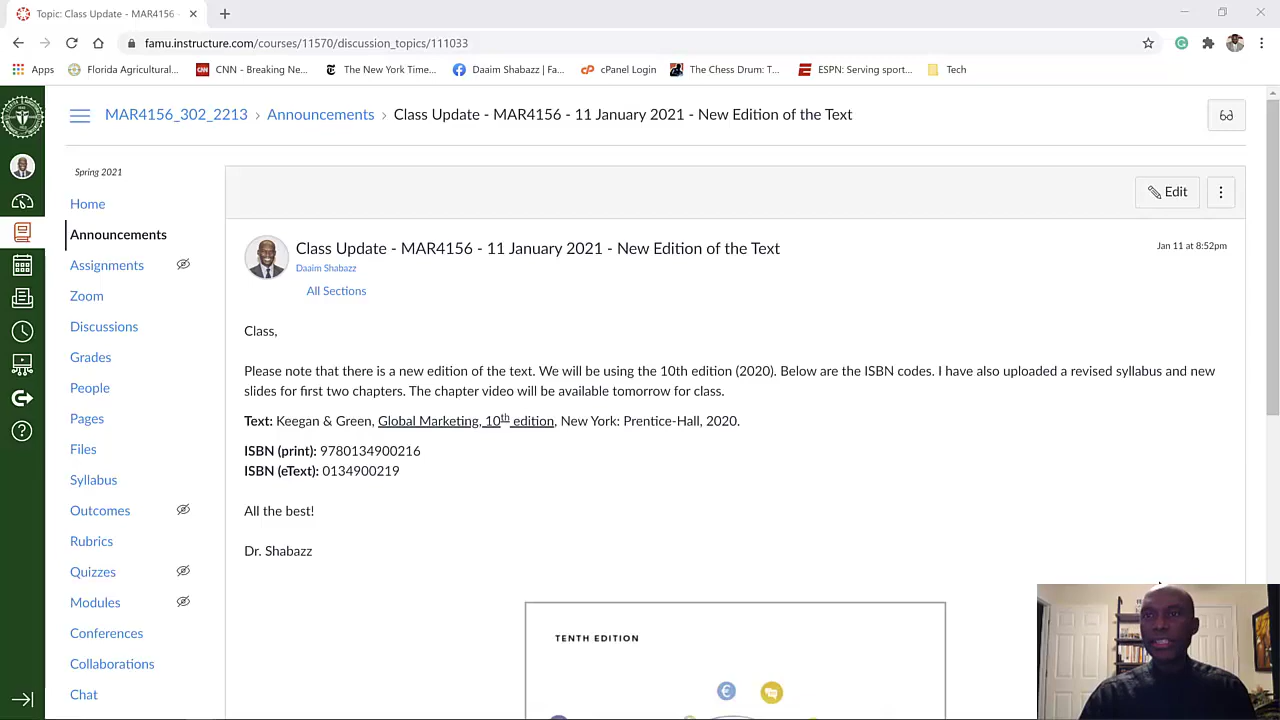 Topic: Class Update - MAR4156 -
famu.instructure.com/courses/11570/discussion_topics/111033
Apps Florida Agricultural... CNN - Breaking Ne... The New York Time... Daaim Shabazz | Fa... cPanel Login The Chess Drum: T... ESPN: Serving sport... Tech
MAR4156_302_2213 › Announcements › Class Update - MAR4156 - 11 January 2021 - New Edition of the Text
Spring 2021
Home
Announcements
Assignments
Zoom
Discussions
Grades
People
Pages
Files
Syllabus
Outcomes
Rubrics
Quizzes
Modules
Conferences
Collaborations
Chat
Edit
Class Update - MAR4156 - 11 January 2021 - New Edition of the Text
Jan 11 at 8:52pm
Daaim Shabazz
All Sections
Class,
Please note that there is a new edition of the text. We will be using the 10th edition (2020). Below are the ISBN codes. I have also uploaded a revised syllabus and new
slides for first two chapters. The chapter video will be available tomorrow for class.
Text: Keegan & Green, Global Marketing, 10th edition, New York: Prentice-Hall, 2020.
ISBN (print): 9780134900216
ISBN (eText): 0134900219
All the best!
Dr. Shabazz
TENTH EDITION